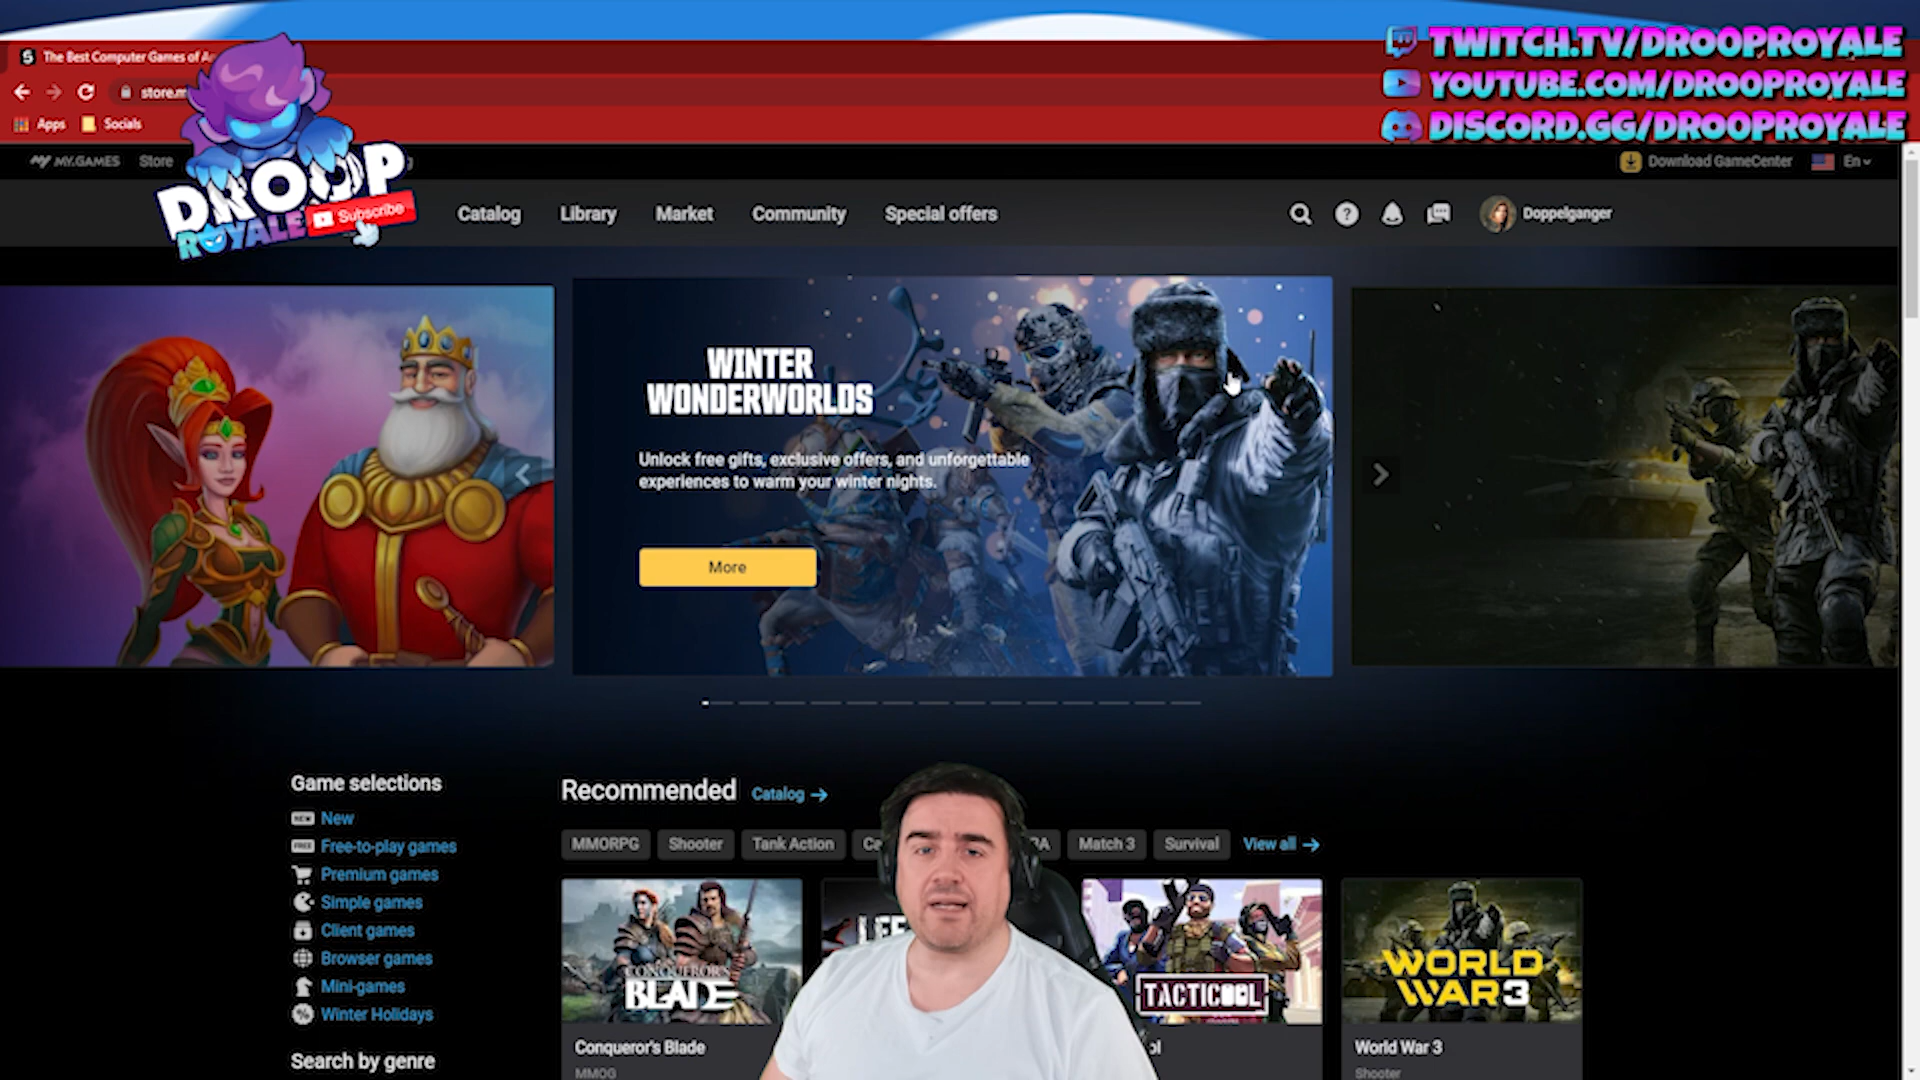 TWITCH.TV/DROOPROYALE
The Best Computer Games of A
YOUTUBE.COM/DROOPROYALE
store.m
Apps
Socials
DISCORD.GG/DROOPROYALE
MY.GAMES
Store
Download GameCenter
En
DROOP
ROYALE
Subscribe
Catalog
Library
Market
Community
Special offers
Doppelganger
WINTER
WONDERWORLDS
Unlock free gifts, exclusive offers, and unforgettable
experiences to warm your winter nights.
More
Game selections
NEW New
FREE Free-to-play games
Premium games
Simple games
Client games
Browser games
Mini-games
Winter Holidays
Search by genre
Recommended
Catalog
MMORPG
Shooter
Tank Action
Match 3
Survival
View all
CONQUEROR'S
BLADE
TACTICOOL
WORLD
WAR 3
Conqueror's Blade
MMOG
World War 3
Shooter